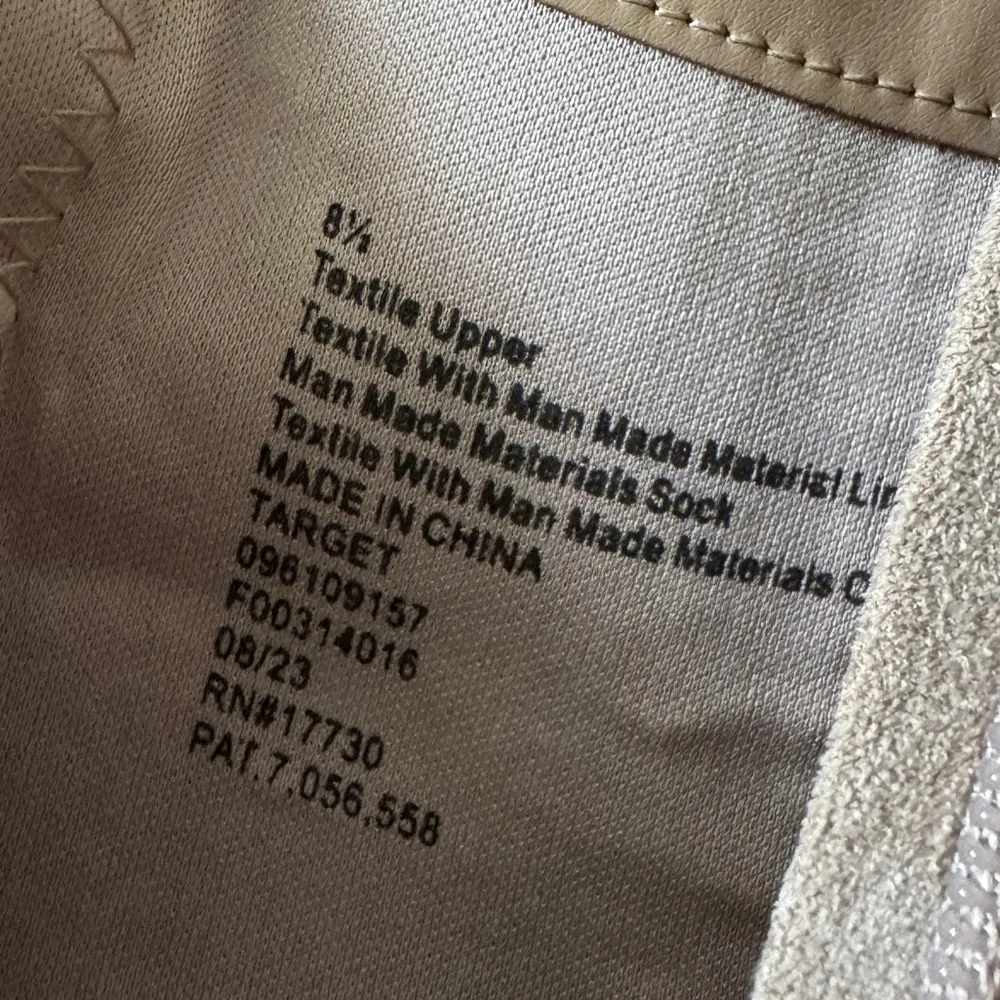 8½
Textile Upper
Textile With Man Made Material Lin
Man Made Materials Sock
Textile With Man Made Materials C
MADE IN CHINA
TARGET
096109157
F00314016
08/23
RN#17730
PAT.7,056,558